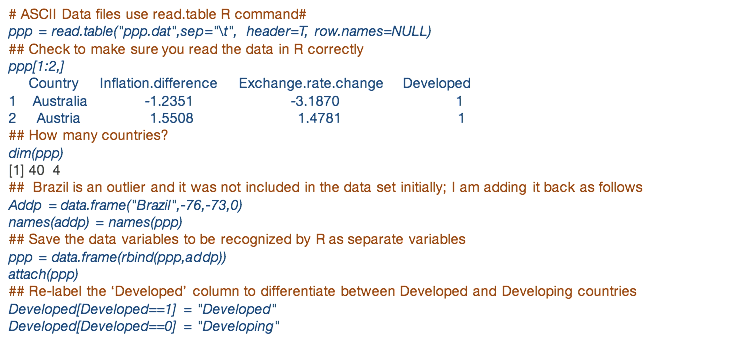 # ASCII Data files use read.table R command#
ppp = read.table("ppp.dat",sep="\t", header=T, row.names=NULL)
## Check to make sure you read the data in R correctly
ppp[1:2,]
Country Inflation.difference Exchange.rate.change Developed
1 Australia -1.2351 -3.1870 1
2 Austria 1.5508 1.4781 1
## How many countries?
dim(ppp)
[1] 40 4
## Brazil is an outlier and it was not included in the data set initially; I am adding it back as follows
Addp = data.frame("Brazil",-76,-73,0)
names(addp) = names(ppp)
## Save the data variables to be recognized by R as separate variables
ppp = data.frame(rbind(ppp,addp))
attach(ppp)
## Re-label the ‘Developed’ column to differentiate between Developed and Developing countries
Developed[Developed==1] = "Developed"
Developed[Developed==0] = "Developing"